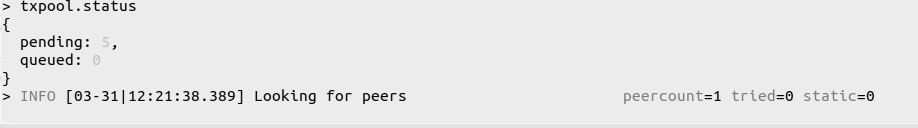 > txpool.status
{
  pending: 5,
  queued: 0
}
> INFO [03-31|12:21:38.389] Looking for peers                        peercount=1 tried=0 static=0